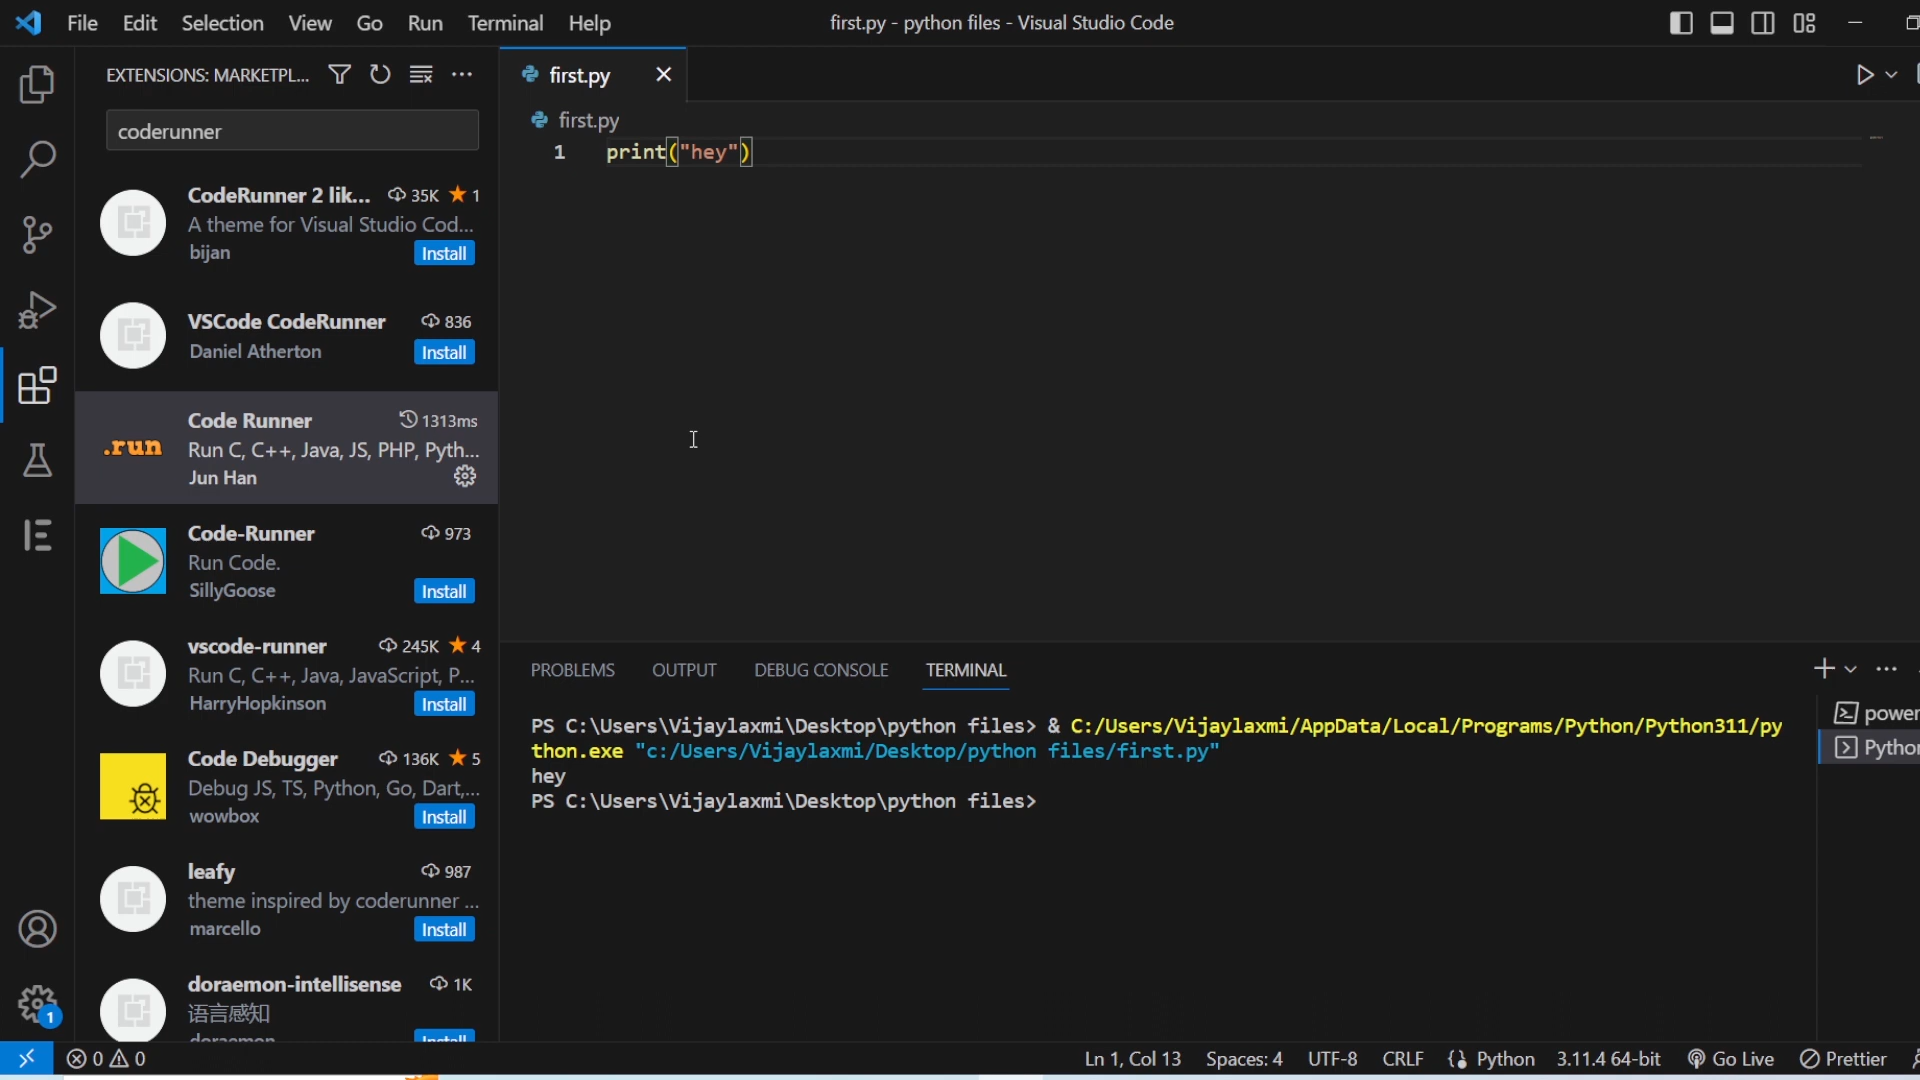 File Edit Selection View Go Run Terminal Help
first.py - python files - Visual Studio Code
EXTENSIONS: MARKETPL...
coderunner
CodeRunner 2 lik... 35K 1
A theme for Visual Studio Cod...
bijan Install
VSCode CodeRunner 836
Daniel Atherton Install
.run
Code Runner 1313ms
Run C, C++, Java, JS, PHP, Pyth...
Jun Han
Code-Runner 973
Run Code.
SillyGoose Install
vscode-runner 245K 4
Run C, C++, Java, JavaScript, P...
HarryHopkinson Install
Code Debugger 136K 5
Debug JS, TS, Python, Go, Dart,...
wowbox Install
leafy 987
theme inspired by coderunner ...
marcello Install
doraemon-intellisense 1K
语言感知
doraemon Install
1
first.py
first.py
1 print("hey")
PROBLEMS OUTPUT DEBUG CONSOLE TERMINAL
PS C:\Users\Vijaylaxmi\Desktop\python files> & C:/Users/Vijaylaxmi/AppData/Local/Programs/Python/Python311/py
thon.exe "c:/Users/Vijaylaxmi/Desktop/python files/first.py"
hey
PS C:\Users\Vijaylaxmi\Desktop\python files>
power
Python
0 0
Ln 1, Col 13 Spaces: 4 UTF-8 CRLF Python 3.11.4 64-bit Go Live Prettier